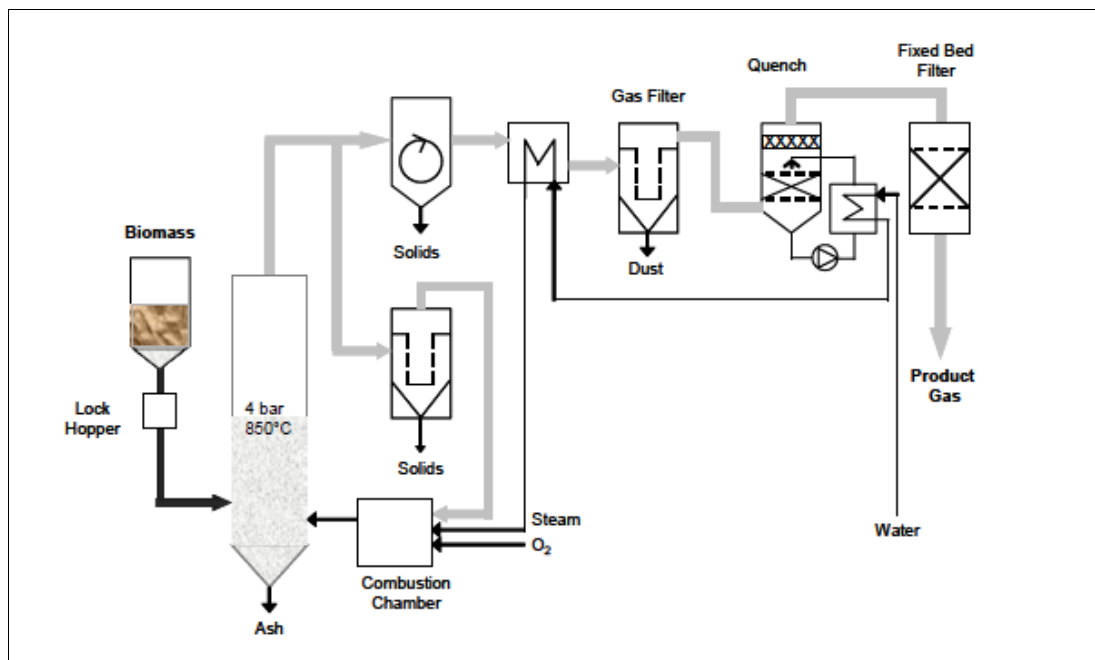 Fixed Bed
Filter
Quench
Gas Filter
Solids
Biomass
Dust
Lock
Hopper
4 bar
850°C
Product
Gas
Solids
Steam
O₂
Water
Combustion
Chamber
Ash